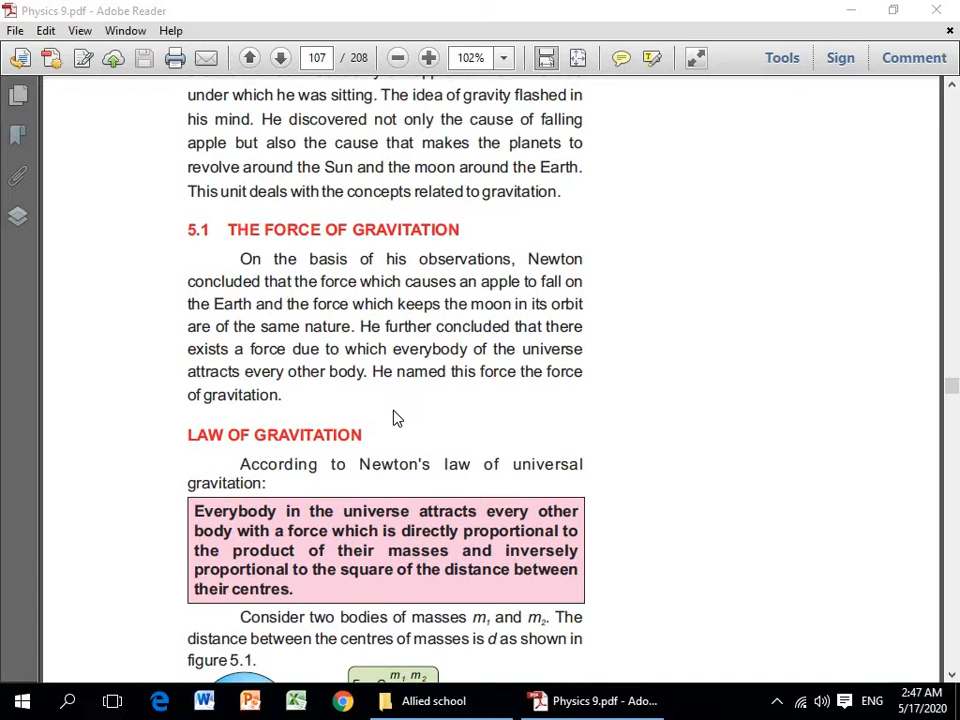 Physics 9.pdf - Adobe Reader
File Edit View Window Help
107 / 208 102% Tools Sign Comment
under which he was sitting. The idea of gravity flashed in
his mind. He discovered not only the cause of falling
apple but also the cause that makes the planets to
revolve around the Sun and the moon around the Earth.
This unit deals with the concepts related to gravitation.
5.1 THE FORCE OF GRAVITATION
On the basis of his observations, Newton
concluded that the force which causes an apple to fall on
the Earth and the force which keeps the moon in its orbit
are of the same nature. He further concluded that there
exists a force due to which everybody of the universe
attracts every other body. He named this force the force
of gravitation.
LAW OF GRAVITATION
According to Newton's law of universal
gravitation:
Everybody in the universe attracts every other
body with a force which is directly proportional to
the product of their masses and inversely
proportional to the square of the distance between
their centres.
Consider two bodies of masses m₁ and m₂. The
distance between the centres of masses is d as shown in
figure 5.1.
m₁ m₂
Allied school Physics 9.pdf - Ado... ENG
2:47 AM
5/17/2020